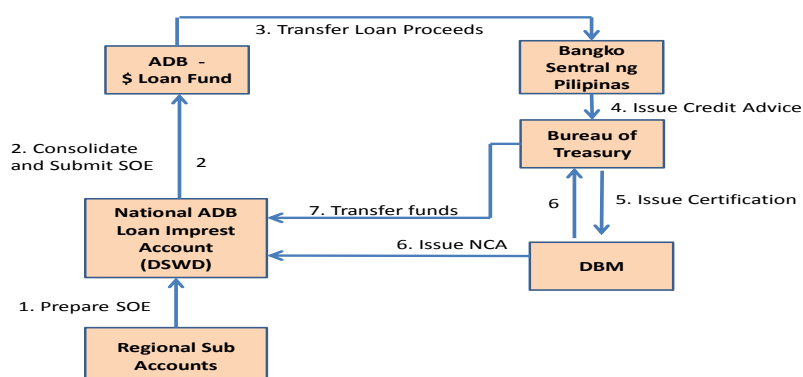 3. Transfer Loan Proceeds
ADB -
$ Loan Fund
Bangko
Sentral ng
Pilipinas
4. Issue Credit Advice
Bureau of
Treasury
2. Consolidate
and Submit SOE
2
6
5. Issue Certification
National ADB
Loan Imprest
Account
(DSWD)
7. Transfer funds
6. Issue NCA
DBM
1. Prepare SOE
Regional Sub
Accounts